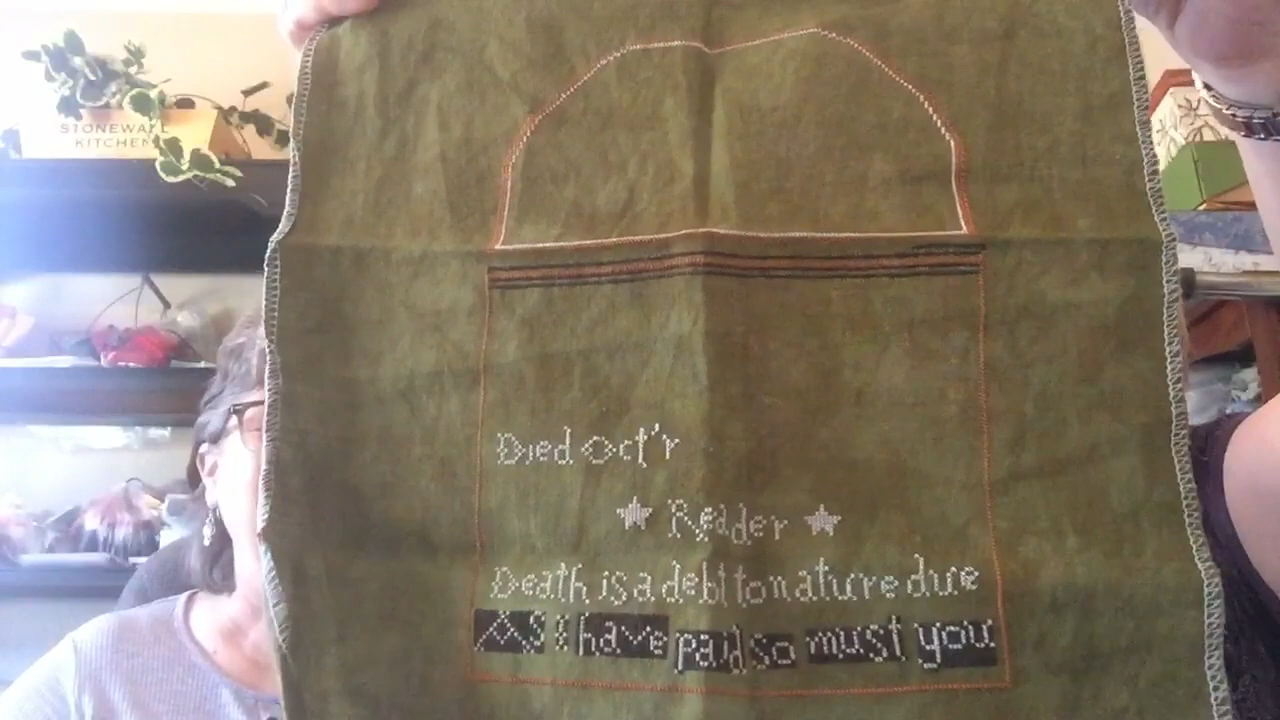 STONEWALL
KITCHEN
Died Oct'r
Reader
Death is a debt to nature due
As I have paid so must you